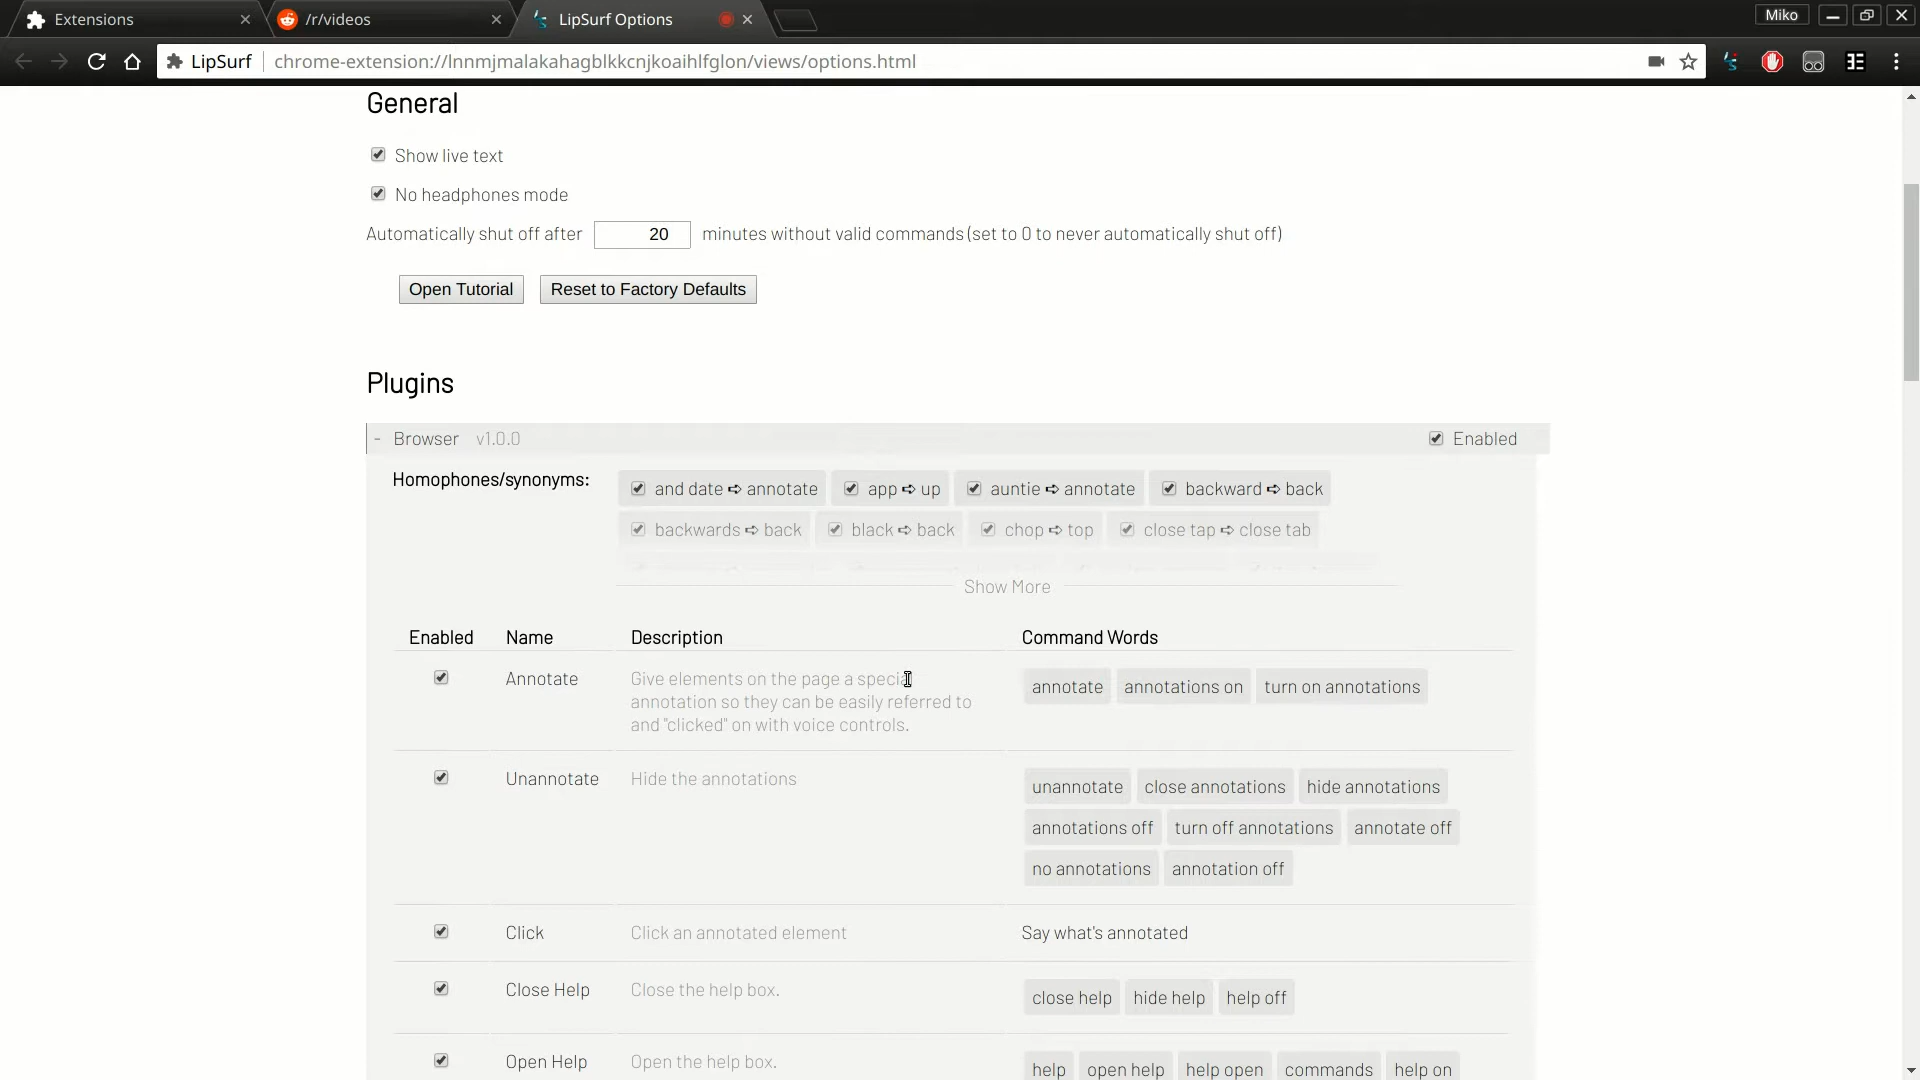 Extensions
/r/videos
LipSurf Options
Miko
LipSurf
chrome-extension://lnnmjmalakahagblkkcnjkoaihlfglon/views/options.html
General
Show live text
No headphones mode
Automatically shut off after 20 minutes without valid commands (set to 0 to never automatically shut off)
Open Tutorial Reset to Factory Defaults
Plugins
- Browser v1.0.0 Enabled
Homophones/synonyms: and date ➪ annotate app ➪ up auntie ➪ annotate backward ➪ back
backwards ➪ back black ➪ back chop ➪ top close tap ➪ close tab
Show More
Enabled Name Description Command Words
Annotate Give elements on the page a special annotate annotations on turn on annotations
annotation so they can be easily referred to
and "clicked" on with voice controls.
Unannotate Hide the annotations unannotate close annotations hide annotations
annotations off turn off annotations annotate off
no annotations annotation off
Click Click an annotated element Say what's annotated
Close Help Close the help box. close help hide help help off
Open Help Open the help box. help open help help open commands help on